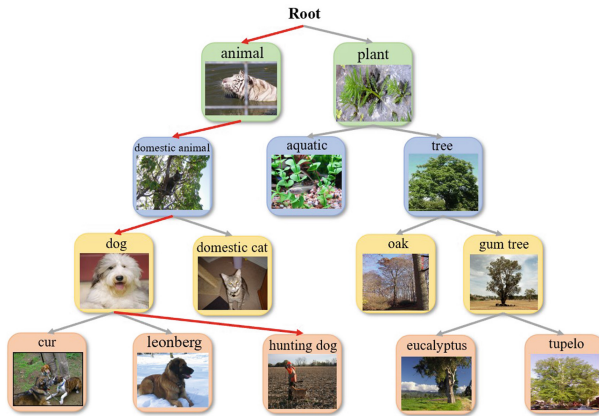 Root
animal
plant
domestic animal
aquatic
tree
dog
domestic cat
oak
gum tree
cur
leonberg
hunting dog
eucalyptus
tupelo